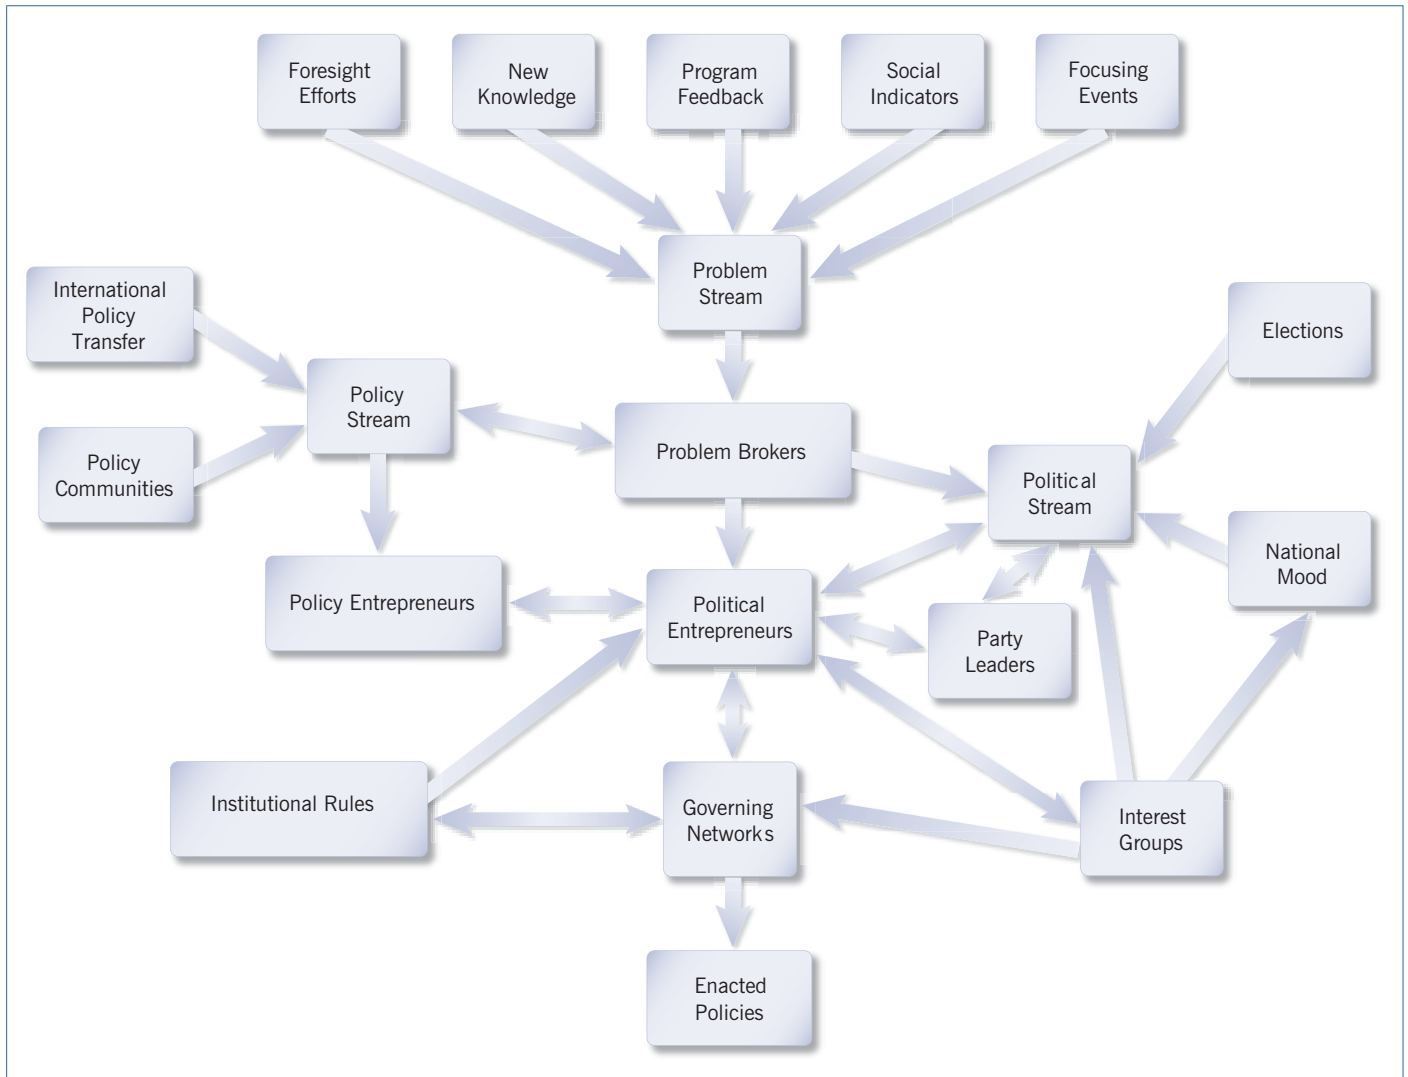 Foresight
Efforts
New
Knowledge
Program
Feedback
Social
Indicators
Focusing
Events
Problem
Stream
International
Policy
Transfer
Elections
Policy
Stream
Problem Brokers
Policy
Communities
Political
Stream
National
Mood
Policy Entrepreneurs
Political
Entrepreneurs
Party
Leaders
Institutional Rules
Governing
Networks
Interest
Groups
Enacted
Policies